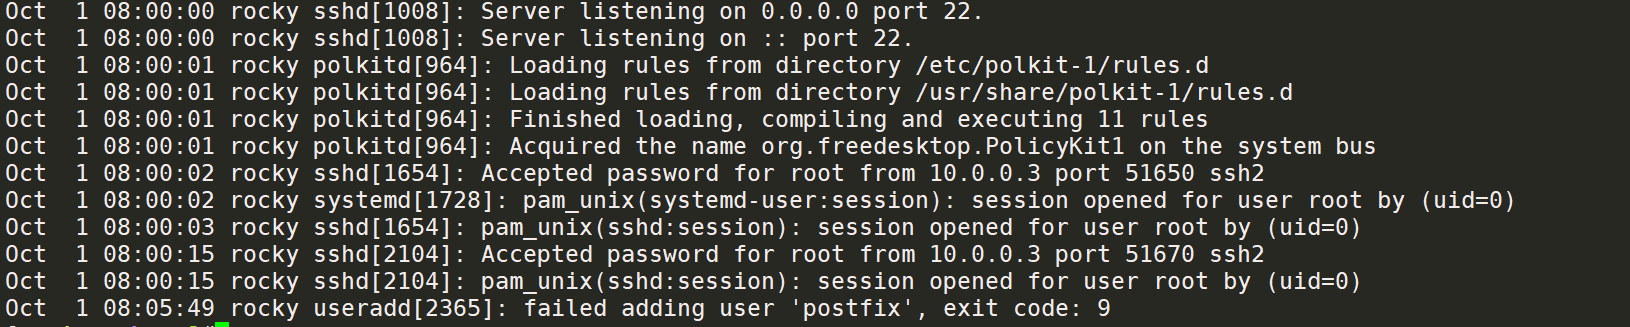 Oct  1 08:00:00 rocky sshd[1008]: Server listening on 0.0.0.0 port 22.
Oct  1 08:00:00 rocky sshd[1008]: Server listening on :: port 22.
Oct  1 08:00:01 rocky polkitd[964]: Loading rules from directory /etc/polkit-1/rules.d
Oct  1 08:00:01 rocky polkitd[964]: Loading rules from directory /usr/share/polkit-1/rules.d
Oct  1 08:00:01 rocky polkitd[964]: Finished loading, compiling and executing 11 rules
Oct  1 08:00:01 rocky polkitd[964]: Acquired the name org.freedesktop.PolicyKit1 on the system bus
Oct  1 08:00:02 rocky sshd[1654]: Accepted password for root from 10.0.0.3 port 51650 ssh2
Oct  1 08:00:02 rocky systemd[1728]: pam_unix(systemd-user:session): session opened for user root by (uid=0)
Oct  1 08:00:03 rocky sshd[1654]: pam_unix(sshd:session): session opened for user root by (uid=0)
Oct  1 08:00:15 rocky sshd[2104]: Accepted password for root from 10.0.0.3 port 51670 ssh2
Oct  1 08:00:15 rocky sshd[2104]: pam_unix(sshd:session): session opened for user root by (uid=0)
Oct  1 08:05:49 rocky useradd[2365]: failed adding user 'postfix', exit code: 9